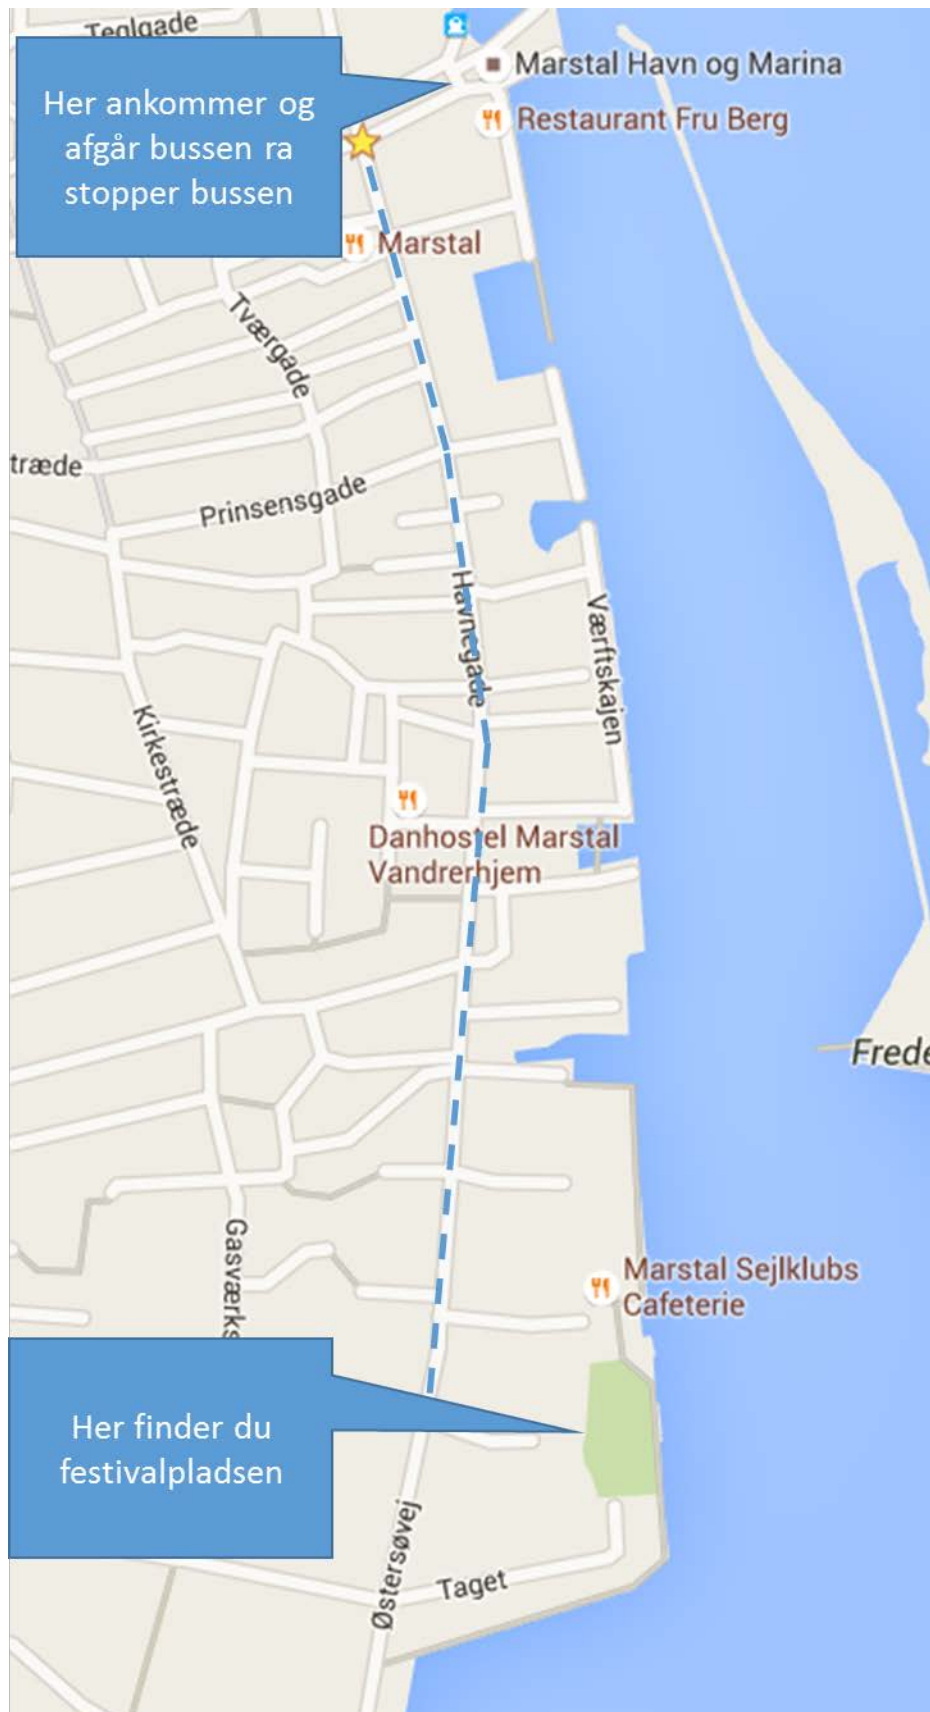 Teglgade
Her ankommer og
afgår bussen ra
stopper bussen
Marstal Havn og Marina
Restaurant Fru Berg
Marstal
Tværgade
træde
Prinsensgade
Havnegade
Værftskajen
Kirkestræde
Danhostel Marstal
Vandrerhjem
Frede
Gasværks
Marstal Sejlklubs
Cafeterie
Her finder du
festivalpladsen
Østersøvej
Taget